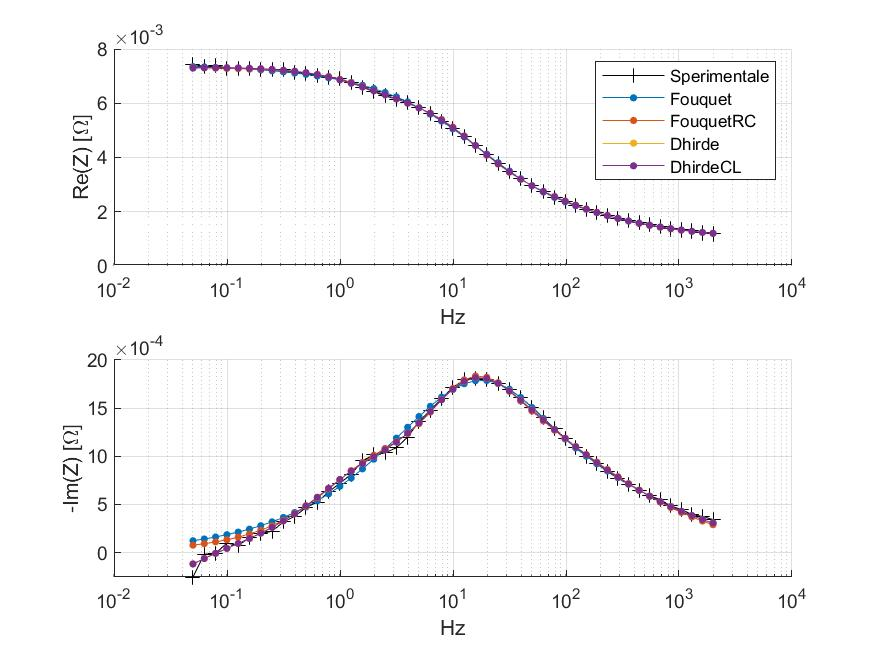 ×10⁻³
8
6
4
2
0
Re(Z) [Ω]
Sperimentale
Fouquet
FouquetRC
Dhirde
DhirdeCL
10⁻² 10⁻¹ 10⁰ 10¹ 10² 10³ 10⁴
Hz
×10⁻⁴
20
15
10
5
0
-Im(Z) [Ω]
10⁻² 10⁻¹ 10⁰ 10¹ 10² 10³ 10⁴
Hz